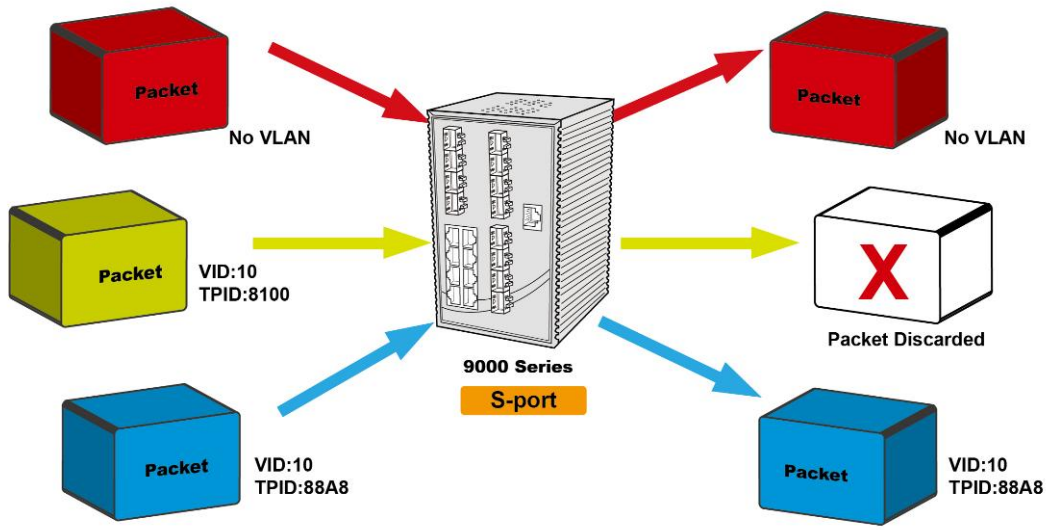 Packet
No VLAN
Packet
No VLAN
Packet
VID:10
TPID:8100
X
Packet Discarded
9000 Series
S-port
Packet
VID:10
TPID:88A8
Packet
VID:10
TPID:88A8